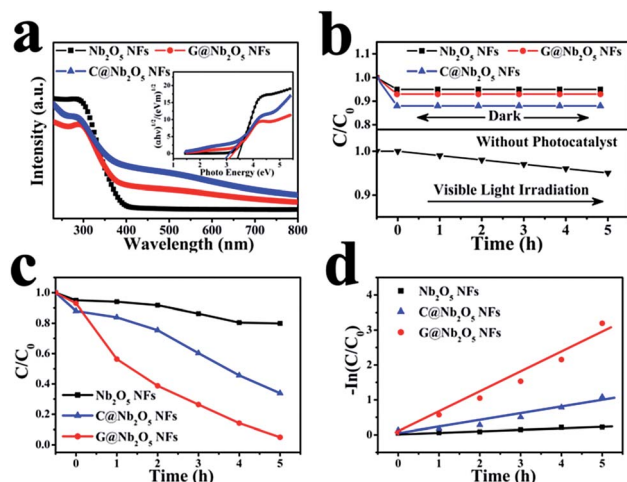 a
Nb₂O₅ NFs
G@Nb₂O₅ NFs
C@Nb₂O₅ NFs
Intensity (a.u.)
300 400 500 600 700 800
Wavelength (nm)
(αhν)^1/2/(eVm)^1/2
20
15
10
5
0
1 2 3 4 5
Photo Energy (eV)
b
Nb₂O₅ NFs
G@Nb₂O₅ NFs
C@Nb₂O₅ NFs
C/C₀
1.0
0.9
0.8
Dark
Without Photocatalyst
1.0
0.9
Visible Light Irradiation
0 1 2 3 4 5
Time (h)
c
C/C₀
1.0
0.8
0.6
0.4
0.2
0.0
Nb₂O₅ NFs
C@Nb₂O₅ NFs
G@Nb₂O₅ NFs
0 1 2 3 4 5
Time (h)
d
Nb₂O₅ NFs
C@Nb₂O₅ NFs
G@Nb₂O₅ NFs
-In(C/C₀)
4
3
2
1
0
0 1 2 3 4 5
Time (h)